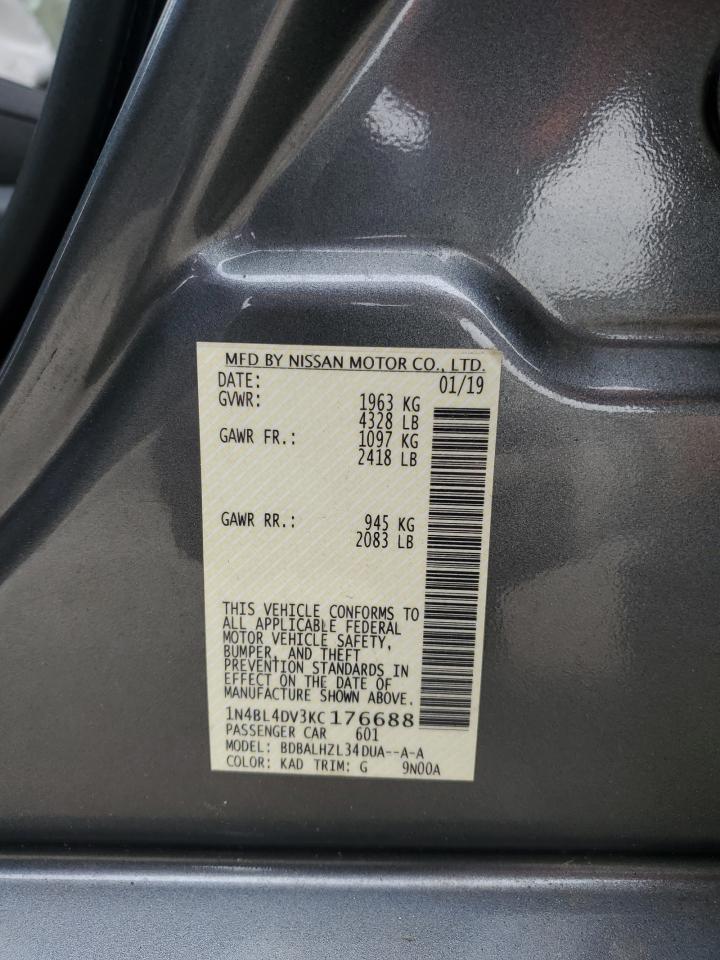 MFD BY NISSAN MOTOR CO., LTD.
DATE: 01/19
GVWR: 1963 KG
4328 LB
GAWR FR.: 1097 KG
2418 LB
GAWR RR.: 945 KG
2083 LB
THIS VEHICLE CONFORMS TO
ALL APPLICABLE FEDERAL
MOTOR VEHICLE SAFETY,
BUMPER, AND THEFT
PREVENTION STANDARDS IN
EFFECT ON THE DATE OF
MANUFACTURE SHOWN ABOVE.
1N4BL4DV3KC176688
PASSENGER CAR 601
MODEL: BDBALHZL34DUA--A-A
COLOR: KAD TRIM: G 9N00A